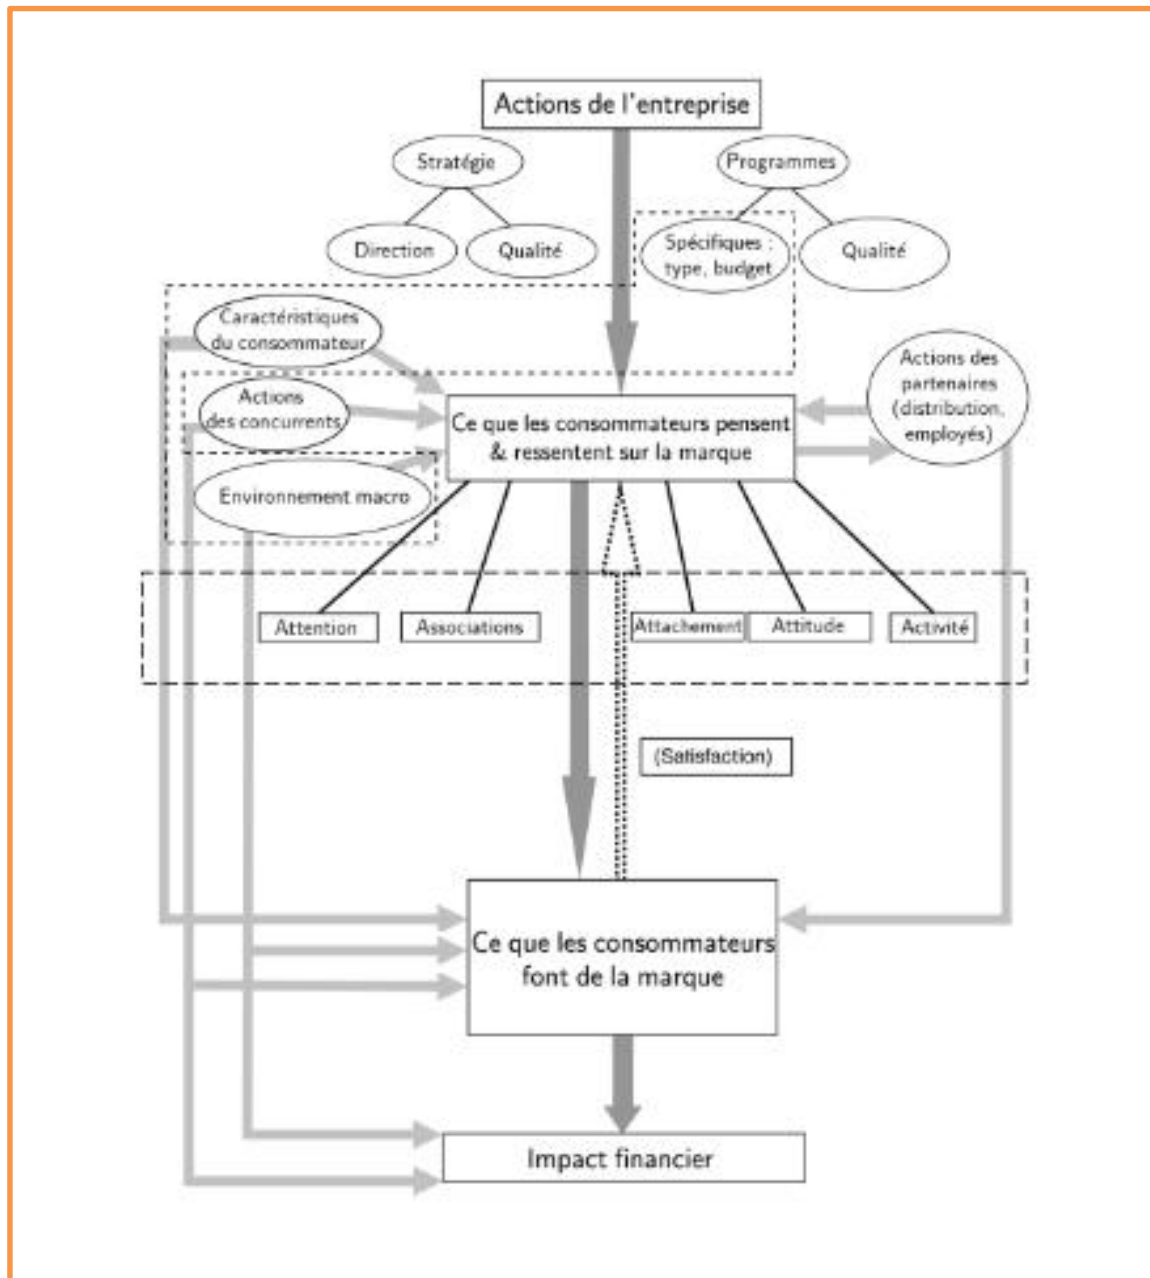 Actions de l'entreprise
Stratégie
Programmes
Direction
Qualité
Spécifiques :
type, budget
Qualité
Caractéristiques
du consommateur
Actions des
partenaires
(distribution,
employés)
Actions
des concurrents
Ce que les consommateurs pensent
& ressentent sur la marque
Environnement macro
Attention
Associations
Attachement
Attitude
Activité
(Satisfaction)
Ce que les consommateurs
font de la marque
Impact financier